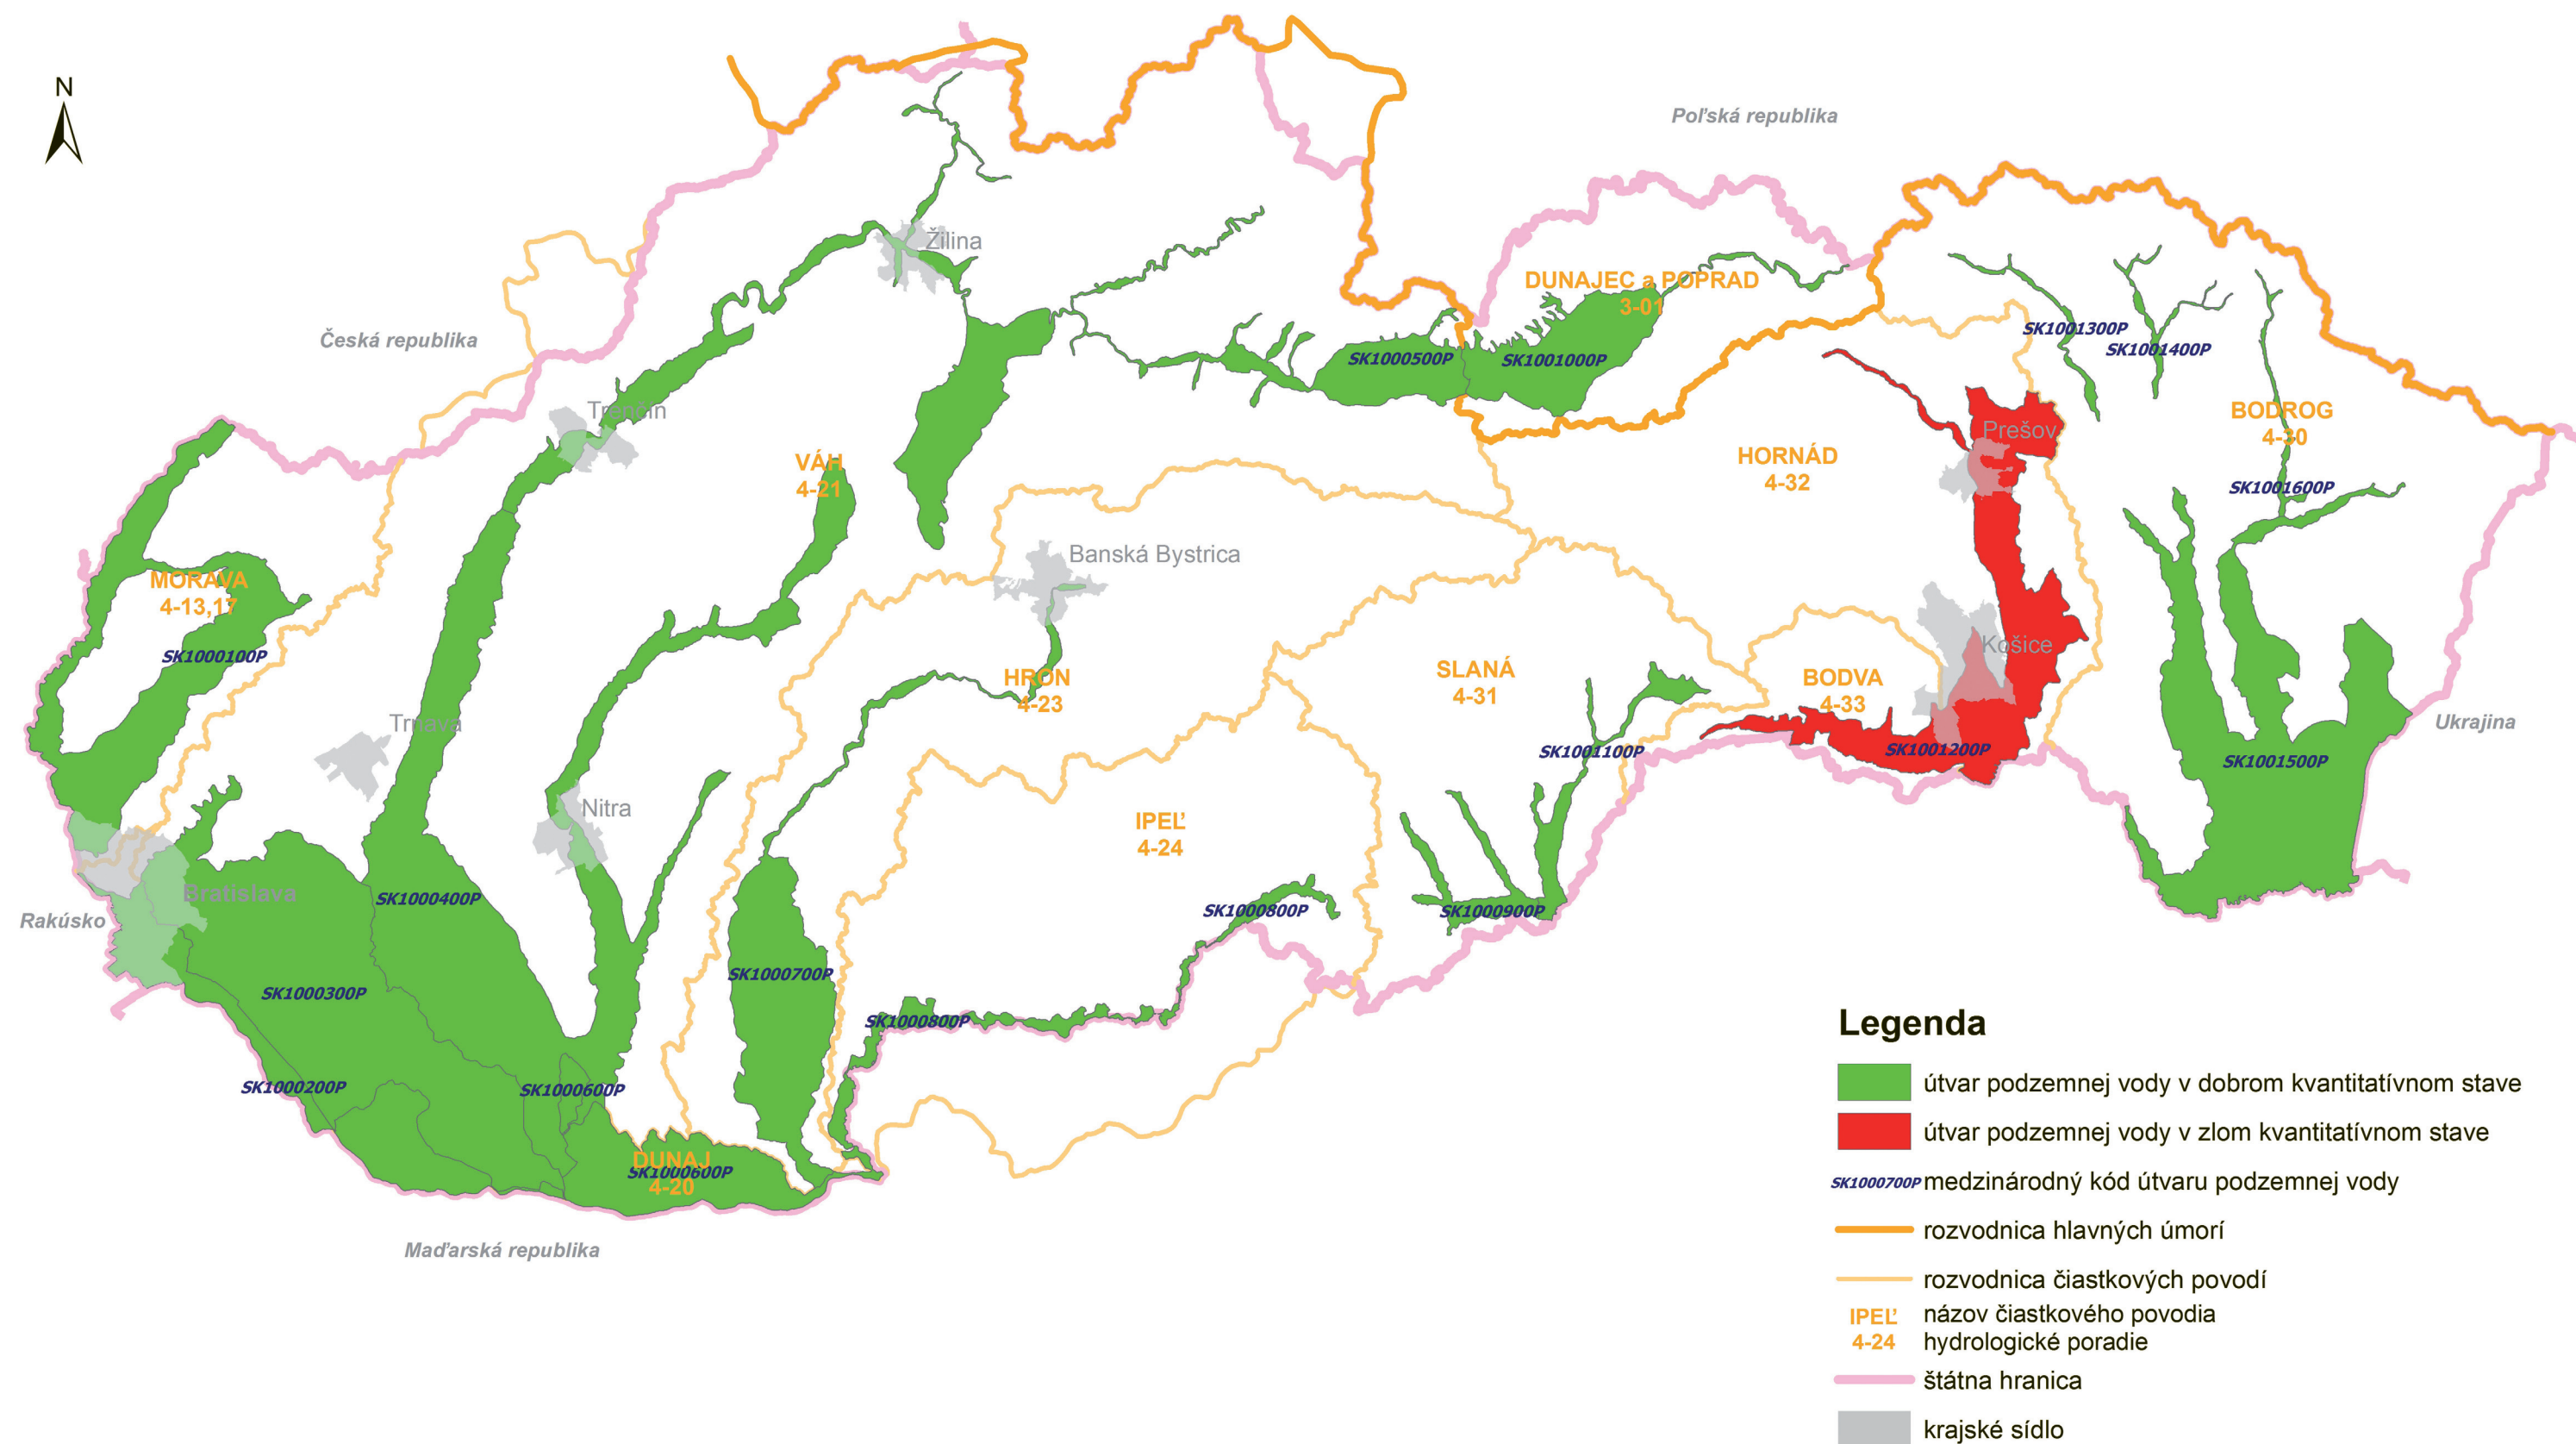 N
Poľská republika
Žilina
DUNAJEC a POPRAD
3-01
Česká republika
SK1001300P
SK1001400P
SK1000500P
SK1001000P
Trenčín
BODROG
4-30
Prešov
VÁH
4-21
HORNÁD
4-32
SK1001600P
Banská Bystrica
MORAVA
4-13,17
SK1000100P
Košice
HRON
4-23
SLANÁ
4-31
BODVA
4-33
Trnava
Ukrajina
SK1001100P
SK1001200P
SK1001500P
Nitra
IPEĽ
4-24
Bratislava
SK1000400P
Rakúsko
SK1000800P
SK1000900P
SK1000700P
SK1000300P
SK1000800P
SK1000200P
SK1000600P
DUNAJ
SK1000600P
4-20
Maďarská republika
Legenda
útvar podzemnej vody v dobrom kvantitatívnom stave
útvar podzemnej vody v zlom kvantitatívnom stave
SK1000700P medzinárodný kód útvaru podzemnej vody
rozvodnica hlavných úmorí
rozvodnica čiastkových povodí
IPEĽ názov čiastkového povodia
4-24 hydrologické poradie
štátna hranica
krajské sídlo